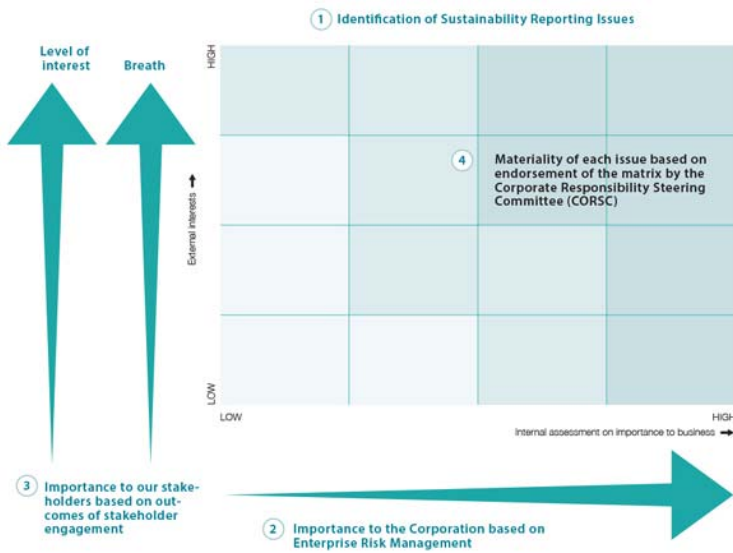 1 Identification of Sustainability Reporting Issues
Level of
interest
Breath
HIGH
External interests →
4 Materiality of each issue based on
endorsement of the matrix by the
Corporate Responsibility Steering
Committee (CORSC)
LOW
LOW
HIGH
Internal assessment on importance to business →
3 Importance to our stake-
holders based on out-
comes of stakeholder
engagement
2 Importance to the Corporation based on
Enterprise Risk Management